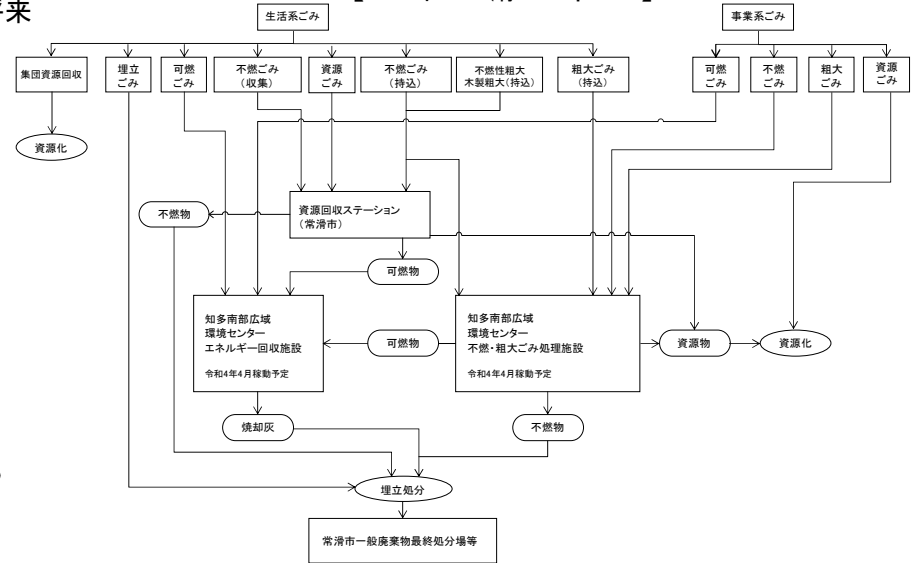 生活系ごみ
事業系ごみ
集団資源回収
埋立
ごみ
可燃
ごみ
不燃ごみ
(収集)
資源
ごみ
不燃ごみ
(持込)
不燃性粗大
木製粗大(持込)
粗大ごみ
(持込)
可燃
ごみ
不燃
ごみ
粗大
ごみ
資源
ごみ
資源化
不燃物
資源回収ステーション
(常滑市)
可燃物
知多南部広域
環境センター
エネルギー回収施設
令和4年4月稼動予定
可燃物
知多南部広域
環境センター
不燃・粗大ごみ処理施設
令和4年4月稼動予定
資源物
資源化
焼却灰
不燃物
埋立処分
常滑市一般廃棄物最終処分場等